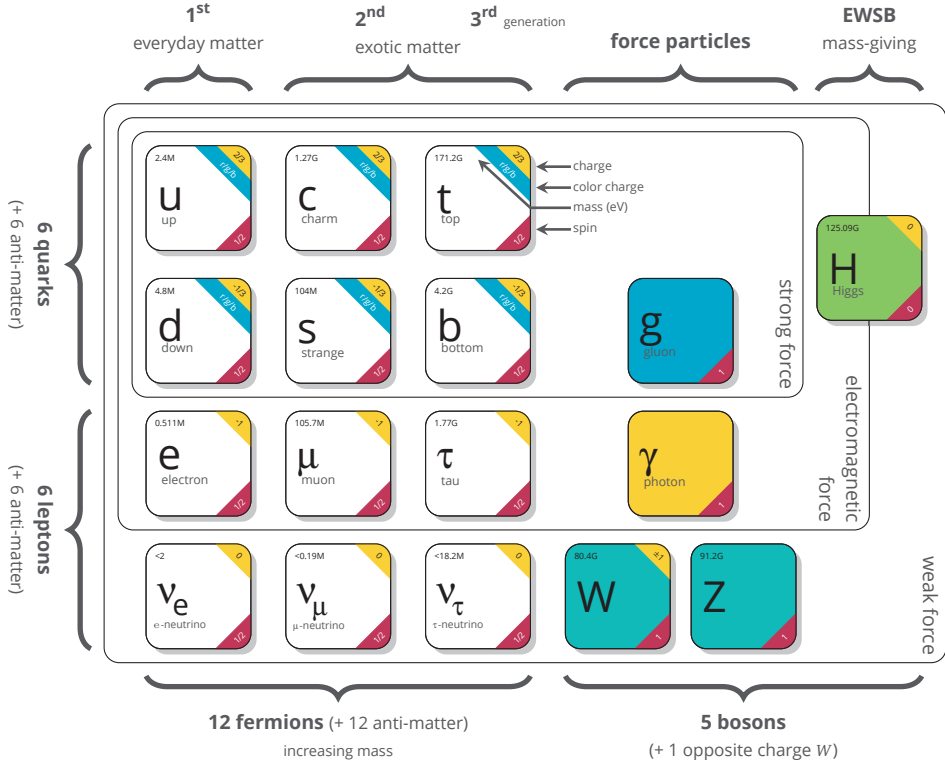 1st
2nd
3rd generation
EWSB
everyday matter
exotic matter
force particles
mass-giving
6 quarks
(+ 6 anti-matter)
2.4M
2/3
r/g/b
u
up
1/2
1.27G
2/3
r/g/b
c
charm
1/2
171.2G
2/3
r/g/b
t
top
1/2
charge
color charge
mass (eV)
spin
125.09G
0
H
Higgs
0
4.8M
-1/3
r/g/b
d
down
1/2
104M
-1/3
r/g/b
s
strange
1/2
4.2G
-1/3
r/g/b
b
bottom
1/2
g
gluon
1
strong force
6 leptons
(+ 6 anti-matter)
0.511M
-1
e
electron
1/2
105.7M
-1
μ
muon
1/2
1.77G
-1
τ
tau
1/2
γ
photon
1
electromagnetic
force
<2
0
νe
e-neutrino
1/2
<0.19M
0
νμ
μ-neutrino
1/2
<18.2M
0
ντ
τ-neutrino
1/2
80.4G
±1
W
1
91.2G
Z
1
weak force
12 fermions (+ 12 anti-matter)
increasing mass
5 bosons
(+ 1 opposite charge W)